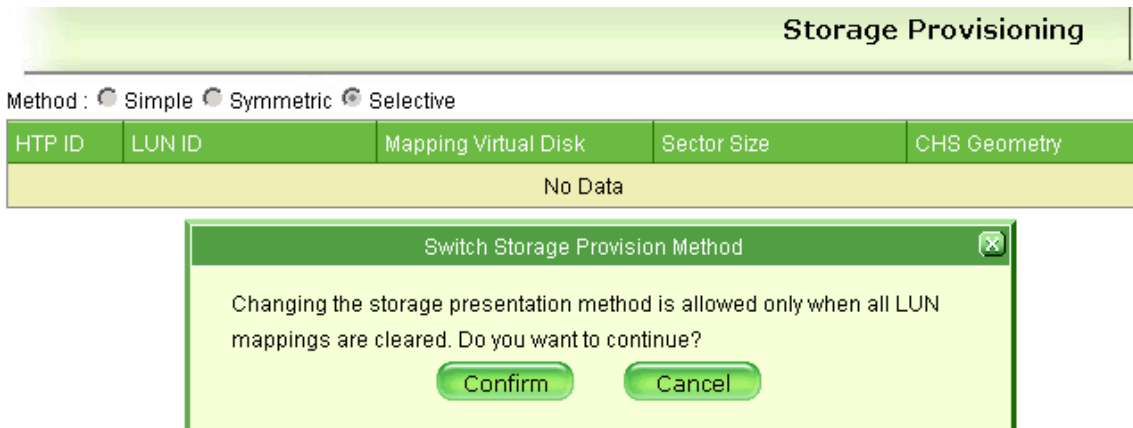 Storage Provisioning
Method : Simple Symmetric Selective
HTP ID LUN ID Mapping Virtual Disk Sector Size CHS Geometry
No Data
Switch Storage Provision Method
Changing the storage presentation method is allowed only when all LUN
mappings are cleared. Do you want to continue?
Confirm Cancel